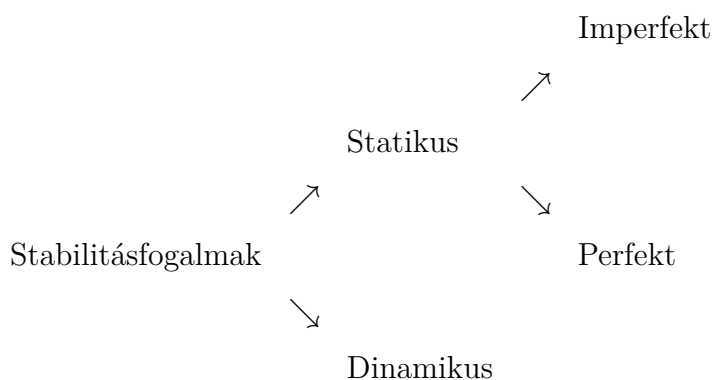 Imperfekt
Statikus
Stabilitásfogalmak
Perfekt
Dinamikus